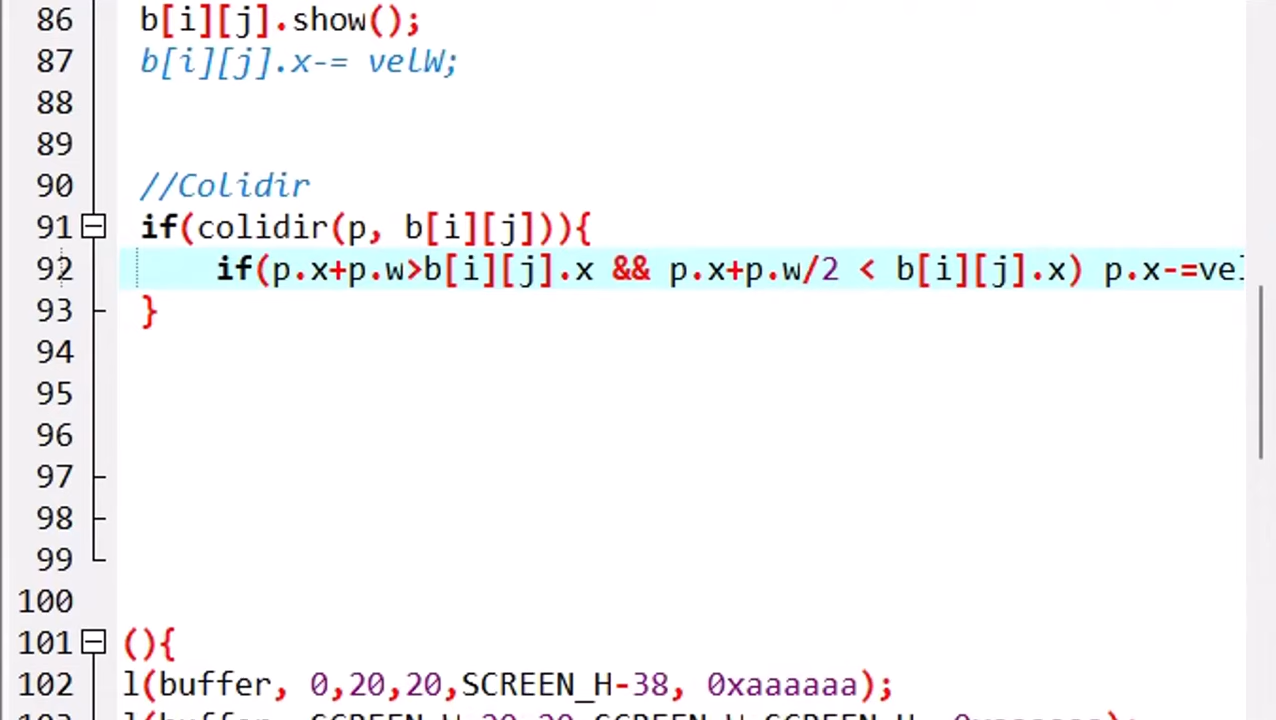 86 b[i][j].show();
87 b[i][j].x-= velW;
88
89
90 //Colidir
91 if(colidir(p, b[i][j])){
92 if(p.x+p.w>b[i][j].x && p.x+p.w/2 < b[i][j].x) p.x-=vel
93 }
94
95
96
97
98
99
100
101 (){
102 l(buffer, 0,20,20,SCREEN_H-38, 0xaaaaaa);